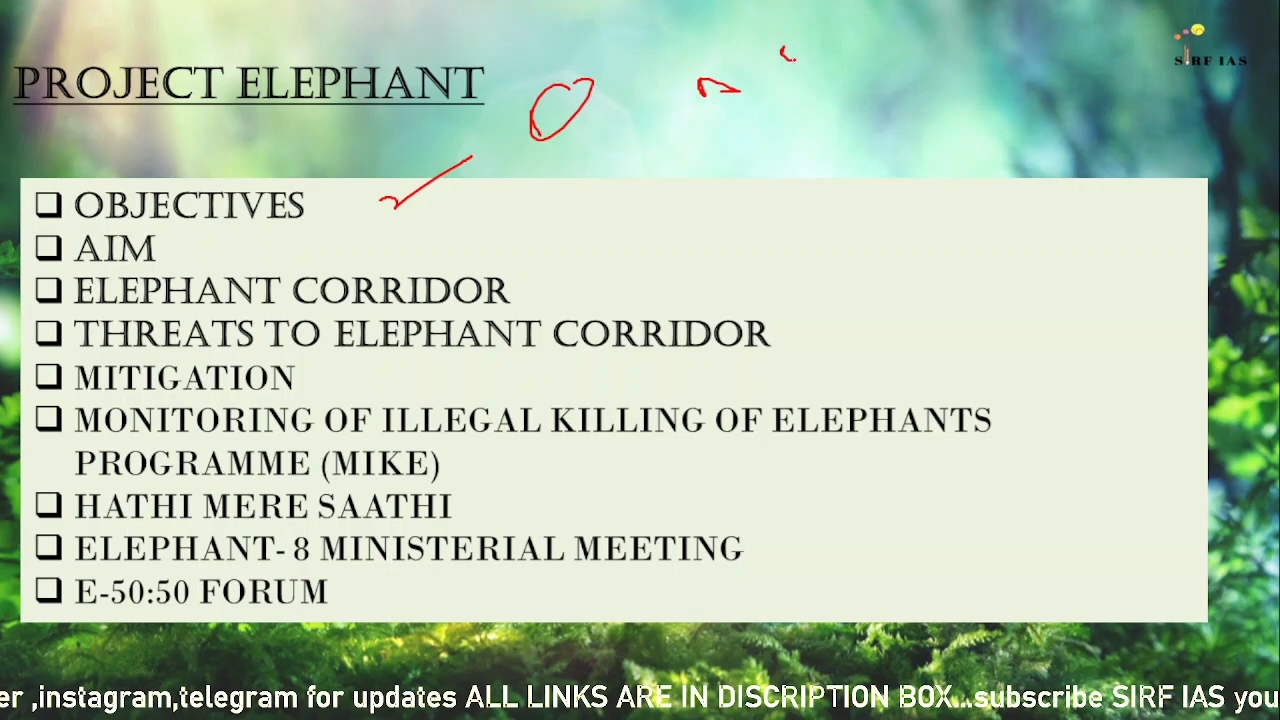 SIRF IAS
PROJECT ELEPHANT
❑ OBJECTIVES
❑ AIM
❑ ELEPHANT CORRIDOR
❑ THREATS TO ELEPHANT CORRIDOR
❑ MITIGATION
❑ MONITORING OF ILLEGAL KILLING OF ELEPHANTS
PROGRAMME (MIKE)
❑ HATHI MERE SAATHI
❑ ELEPHANT- 8 MINISTERIAL MEETING
❑ E-50:50 FORUM
er ,instagram,telegram for updates ALL LINKS ARE IN DISCRIPTION BOX...subscribe SIRF IAS you